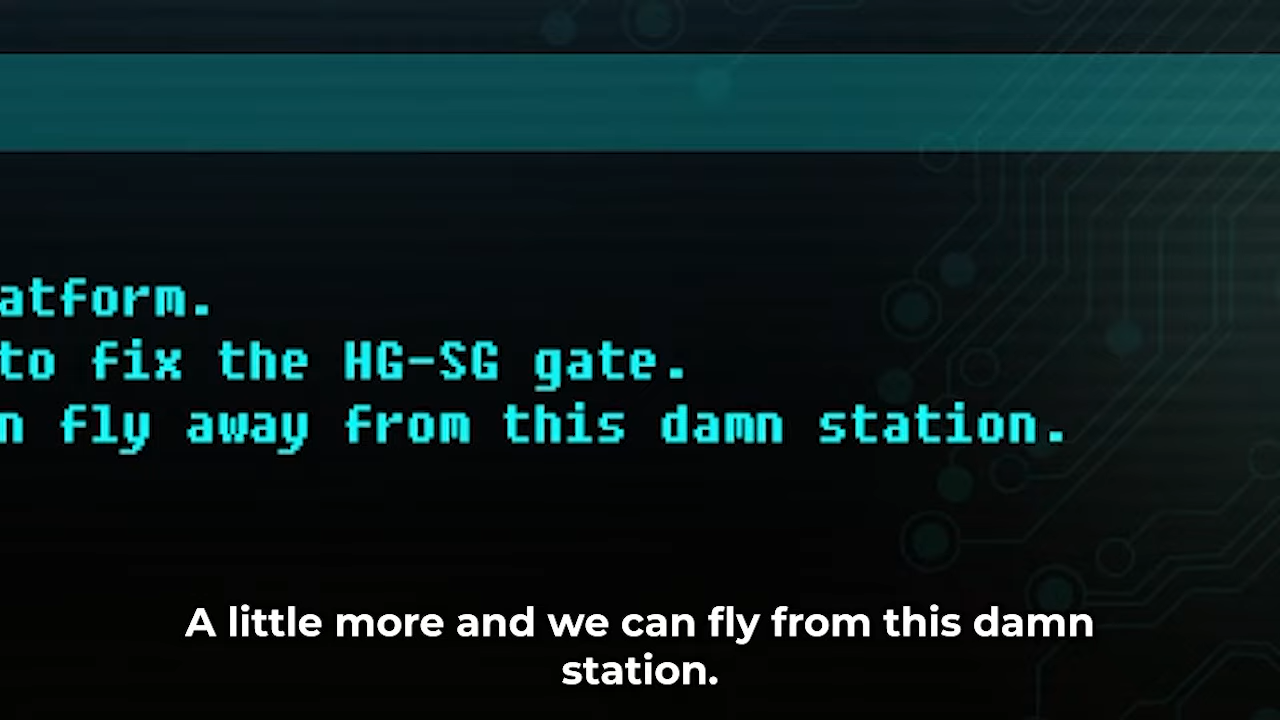 atform.
to fix the HG-SG gate.
n fly away from this damn station.
A little more and we can fly from this damn
station.